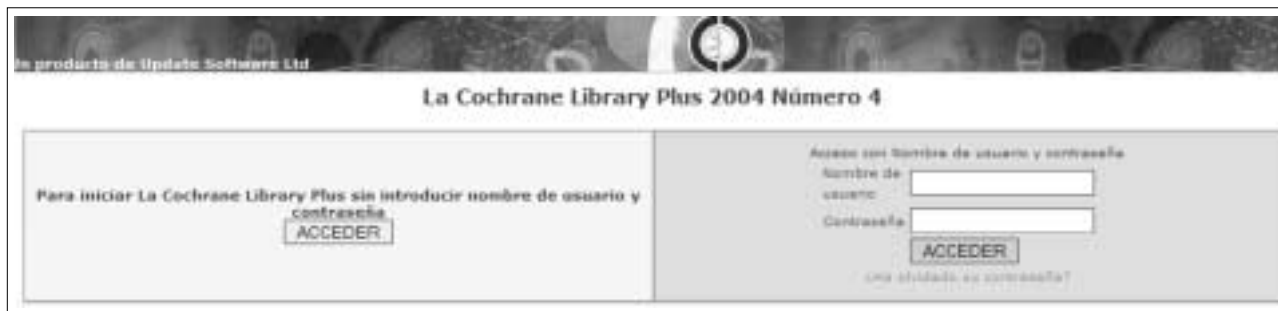 Un producto de Update Software Ltd
La Cochrane Library Plus 2004 Número 4
Para iniciar La Cochrane Library Plus sin introducir nombre de usuario y
contraseña
ACCEDER
Acceso con Nombre de usuario y contraseña
Nombre de
usuario
Contraseña
ACCEDER
¿Ha olvidado su contraseña?